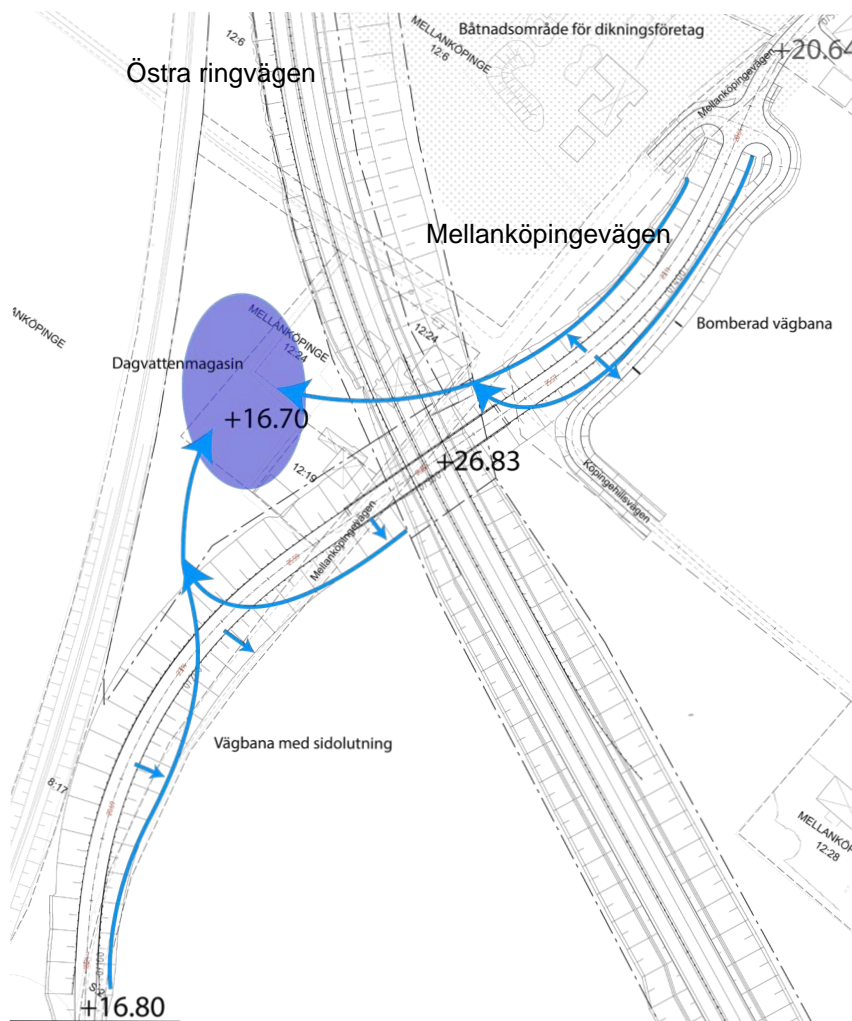 12:6
MELLANKÖPINGE
12:6
Båtnadsområde för dikningsföretag
+20.64
Östra ringvägen
Mellanköpingevägen
Mellanköpingevägen
Bomberad vägbana
MELLANKÖPINGE
12:24
12:24
Dagvattenmagasin
+16.70
+26.83
12:19
Mellanköpingevägen
Köpingehillsvägen
Vägbana med sidolutning
8:17
MELLANKÖP
12:28
+16.80